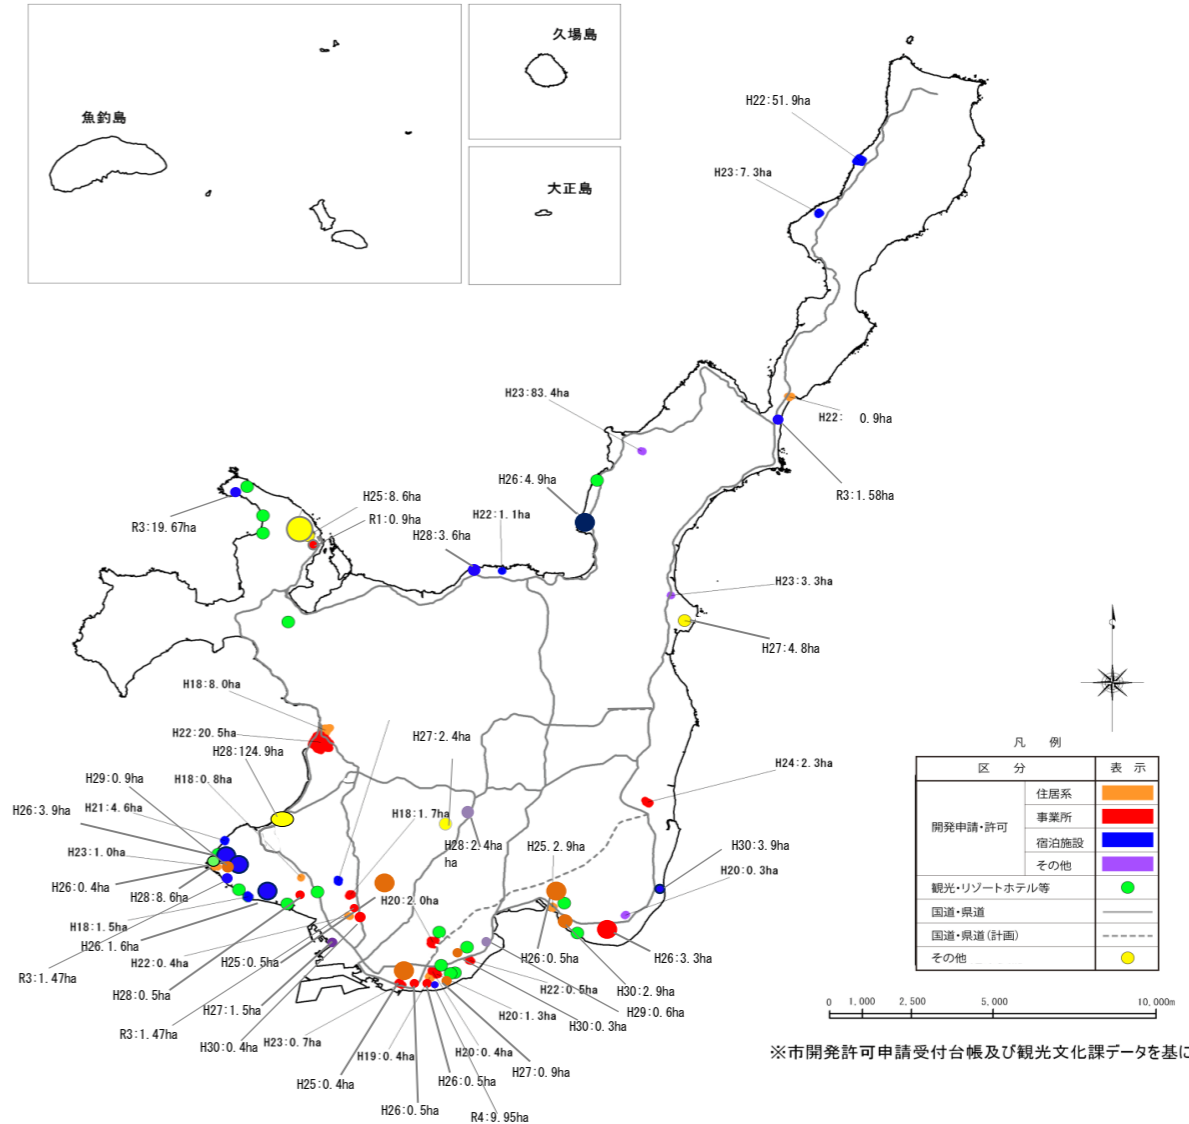 久場島
魚釣島
大正島
H22:51.9ha
H23:7.3ha
H23:83.4ha
H22: 0.9ha
H26:4.9ha
R3:1.58ha
H25:8.6ha
R1:0.9ha
R3:19.67ha
H22:1.1ha
H28:3.6ha
H23:3.3ha
H27:4.8ha
H18:8.0ha
H22:20.5ha
H28:124.9ha
H27:2.4ha
H29:0.9ha
H18:0.8ha
H24:2.3ha
H26:3.9ha
H21:4.6ha
H18:1.7ha
H23:1.0ha
H28:2.4ha
ha
H25.2.9ha
H30:3.9ha
H20:0.3ha
H26:0.4ha
H28:8.6ha
H20:2.0ha
H18:1.5ha
H26.1.6ha
H22:0.4ha
R3:1.47ha
H25:0.5ha
H26:0.5ha
H26:3.3ha
H28:0.5ha
H22:0.5ha
H30:2.9ha
H27:1.5ha
H20:1.3ha
H29:0.6ha
R3:1.47ha
H30:0.3ha
H30:0.4ha
H23:0.7ha
H19:0.4ha
H20:0.4ha
H27:0.9ha
H25:0.4ha
H26:0.5ha
H26:0.5ha
R4:9.95ha
凡 例
区 分 表 示
開発申請・許可
住居系
事業所
宿泊施設
その他
観光・リゾートホテル等
国道・県道
国道・県道(計画)
その他
0 1,000 2,500 5,000 10,000m
※市開発許可申請受付台帳及び観光文化課データを基に